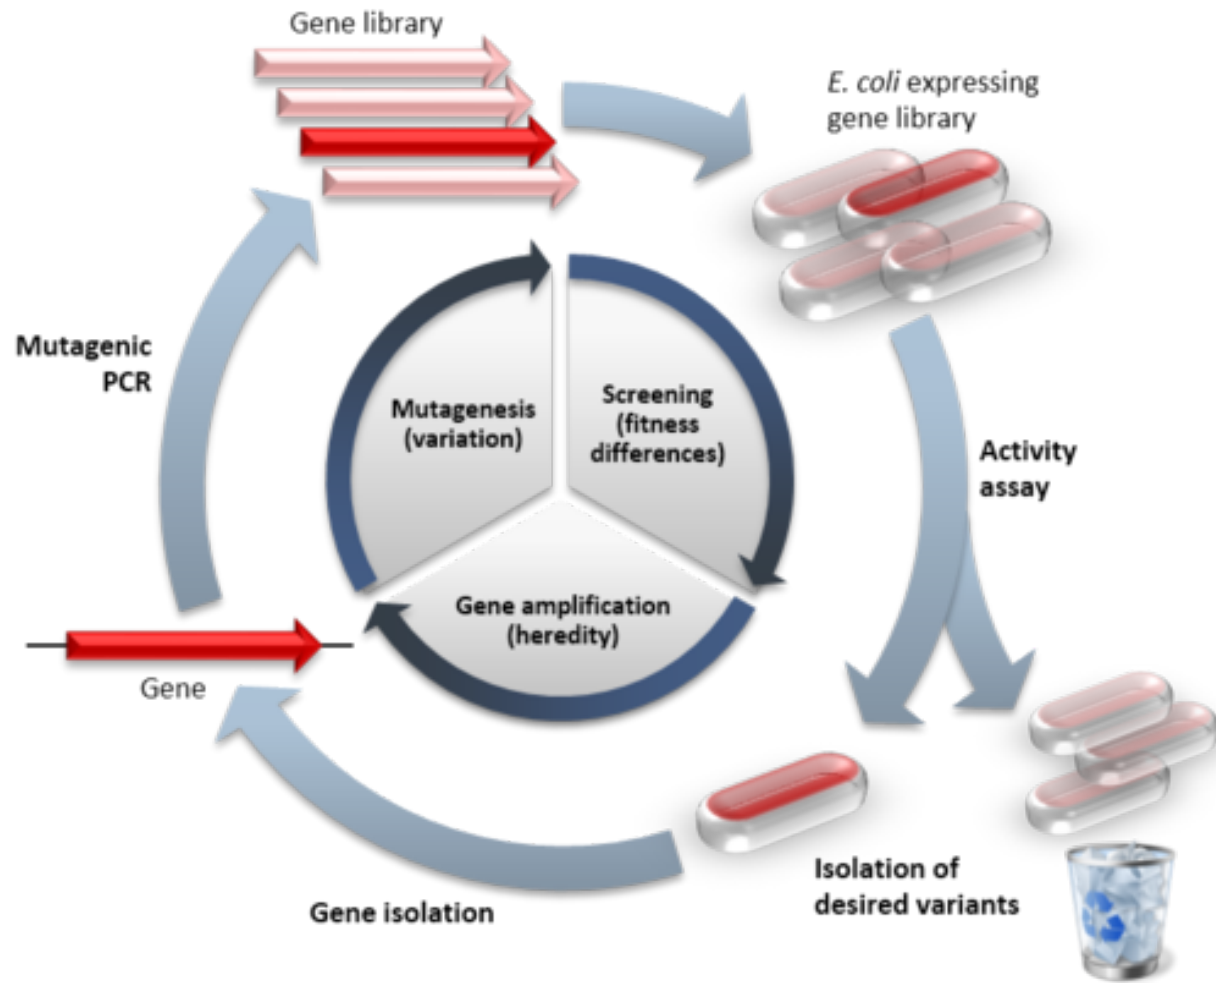 Gene library
E. coli expressing
gene library
Mutagenic
PCR
Mutagenesis
(variation)
Screening
(fitness
differences)
Activity
assay
Gene amplification
(heredity)
Gene
Isolation of
desired variants
Gene isolation